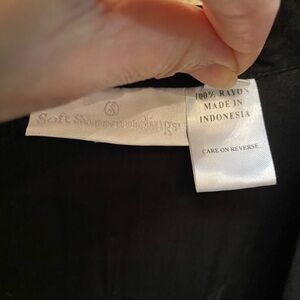 S
Soft Surroundings
100% RAYON
MADE IN
INDONESIA
CARE ON REVERSE